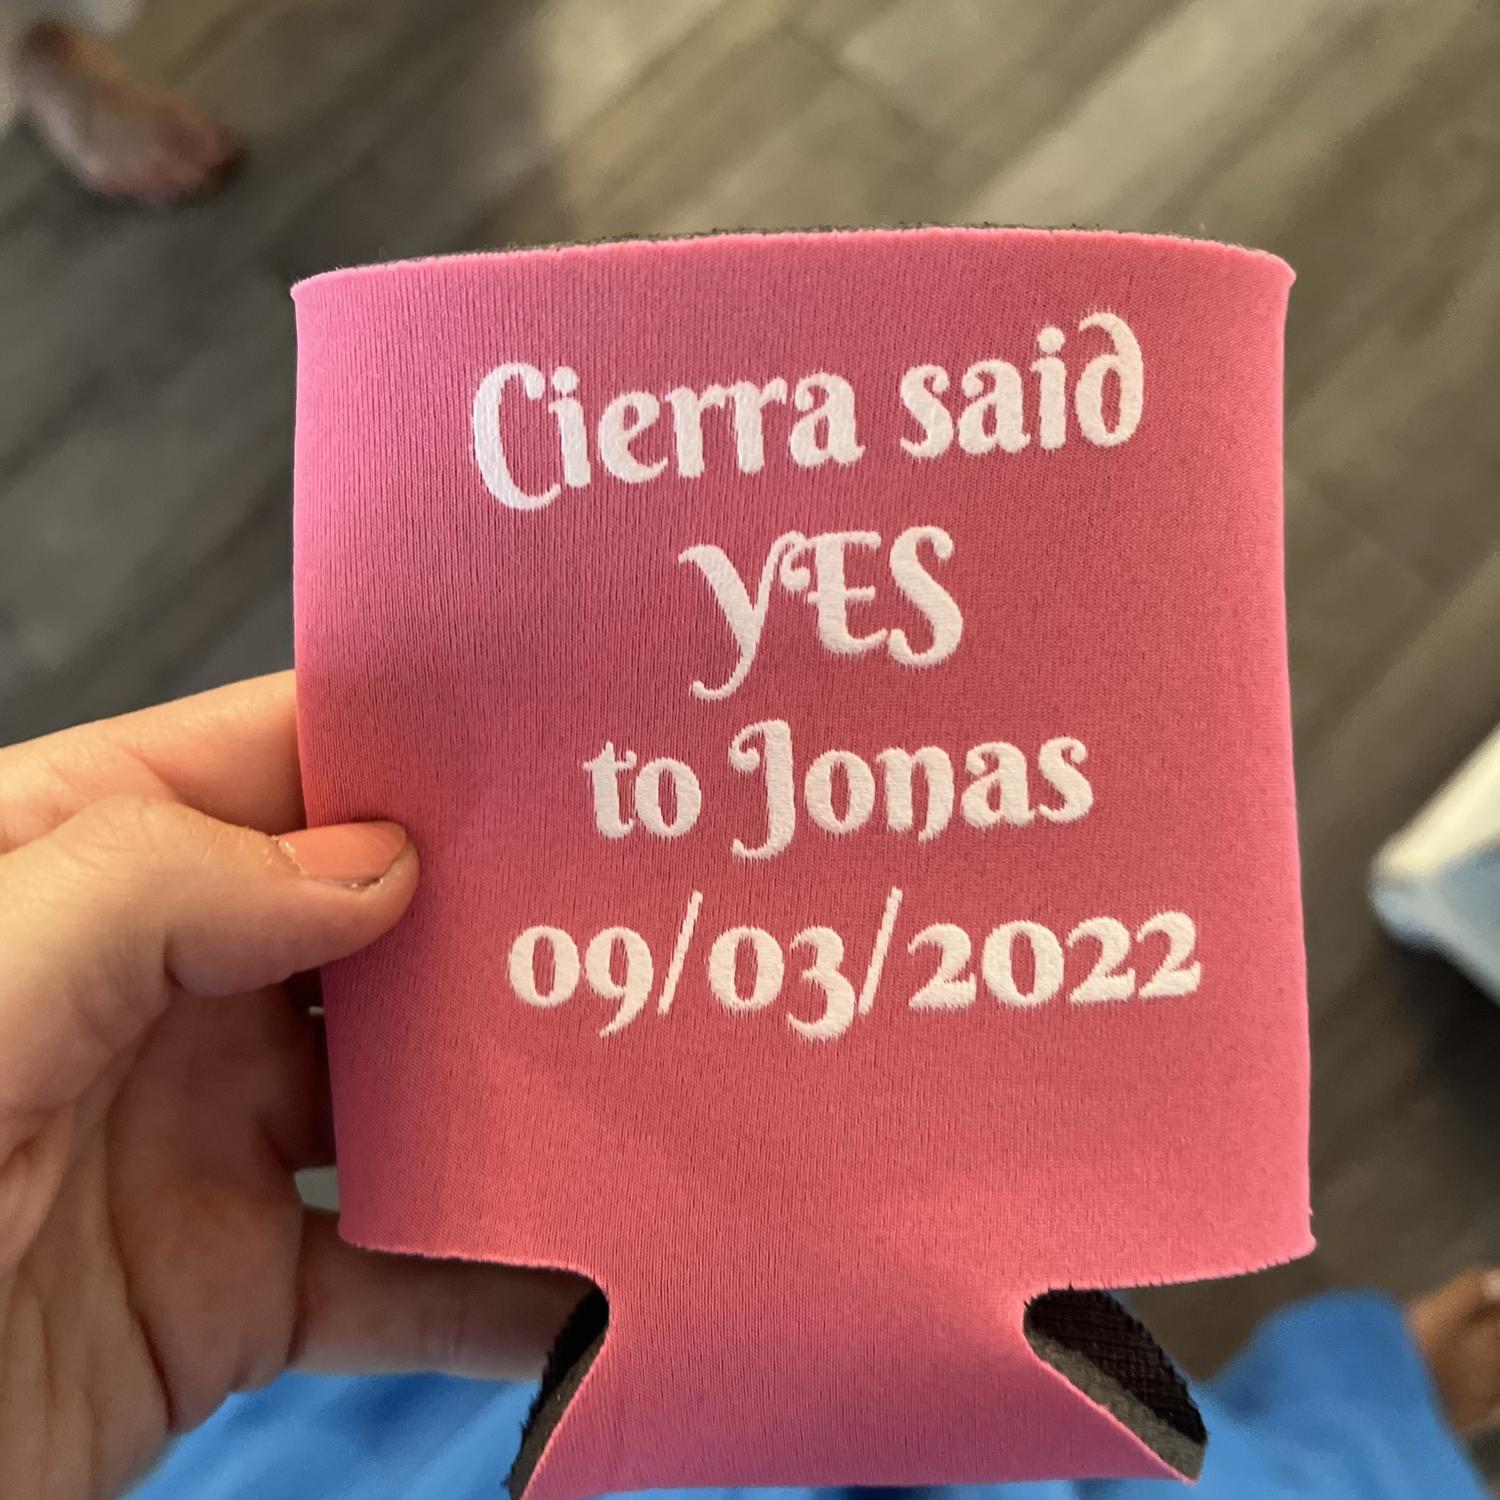 Cierra said
YES
to Jonas
09/03/2022